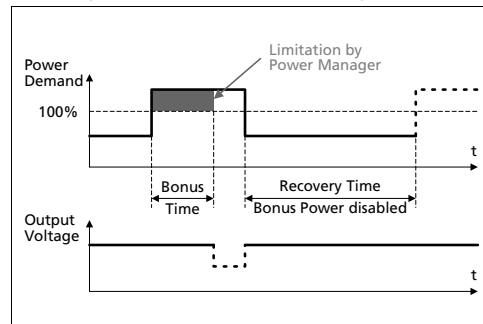 Limitation by
Power Manager
Power
Demand
100%
t
Bonus
Time
Recovery Time
Bonus Power disabled
Output
Voltage
t